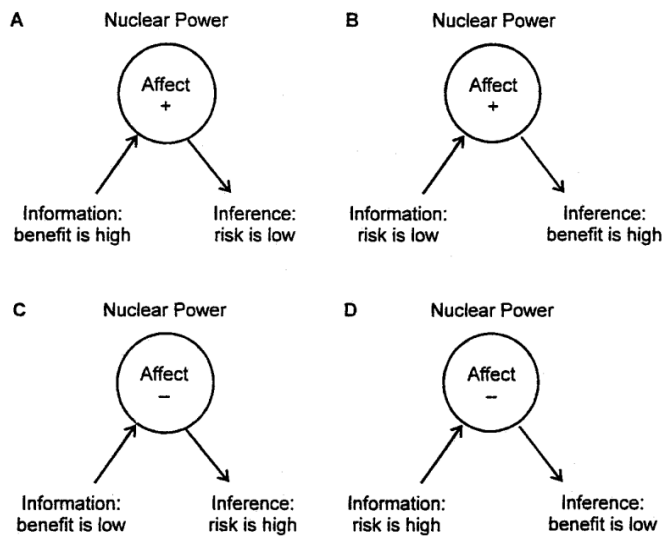 A Nuclear Power
Affect
+
Information:
benefit is high
Inference:
risk is low
B Nuclear Power
Affect
+
Information:
risk is low
Inference:
benefit is high
C Nuclear Power
Affect
–
Information:
benefit is low
Inference:
risk is high
D Nuclear Power
Affect
–
Information:
risk is high
Inference:
benefit is low